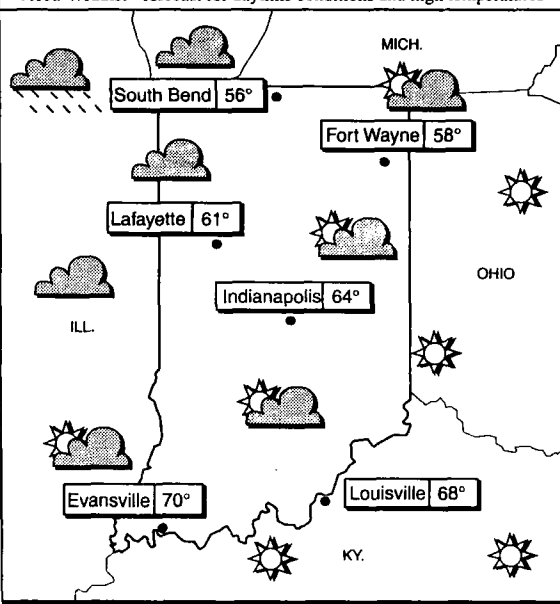 MICH.
South Bend 56°
Fort Wayne 58°
Lafayette 61°
OHIO
Indianapolis 64°
ILL.
Evansville 70°
Louisville 68°
KY.